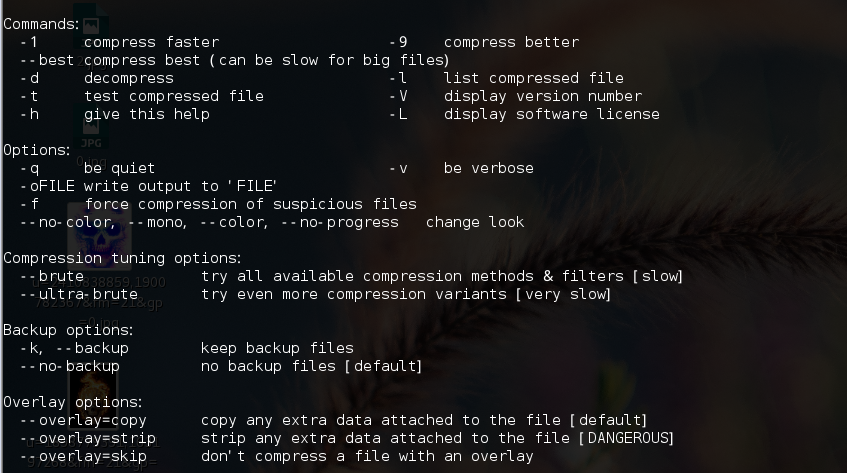 Commands:
  -1     compress faster                   -9    compress better
  --best compress best (can be slow for big files)
  -d     decompress                        -l    list compressed file
  -t     test compressed file              -V    display version number
  -h     give this help                    -L    display software license
Options:
  -q     be quiet                          -v    be verbose
  -oFILE write output to 'FILE'
  -f     force compression of suspicious files
  --no-color, --mono, --color, --no-progress   change look
Compression tuning options:
  --brute             try all available compression methods & filters [slow]
  --ultra-brute       try even more compression variants [very slow]
Backup options:
  -k, --backup        keep backup files
  --no-backup         no backup files [default]
Overlay options:
  --overlay=copy      copy any extra data attached to the file [default]
  --overlay=strip     strip any extra data attached to the file [DANGEROUS]
  --overlay=skip      don't compress a file with an overlay
JPG
0.jpg